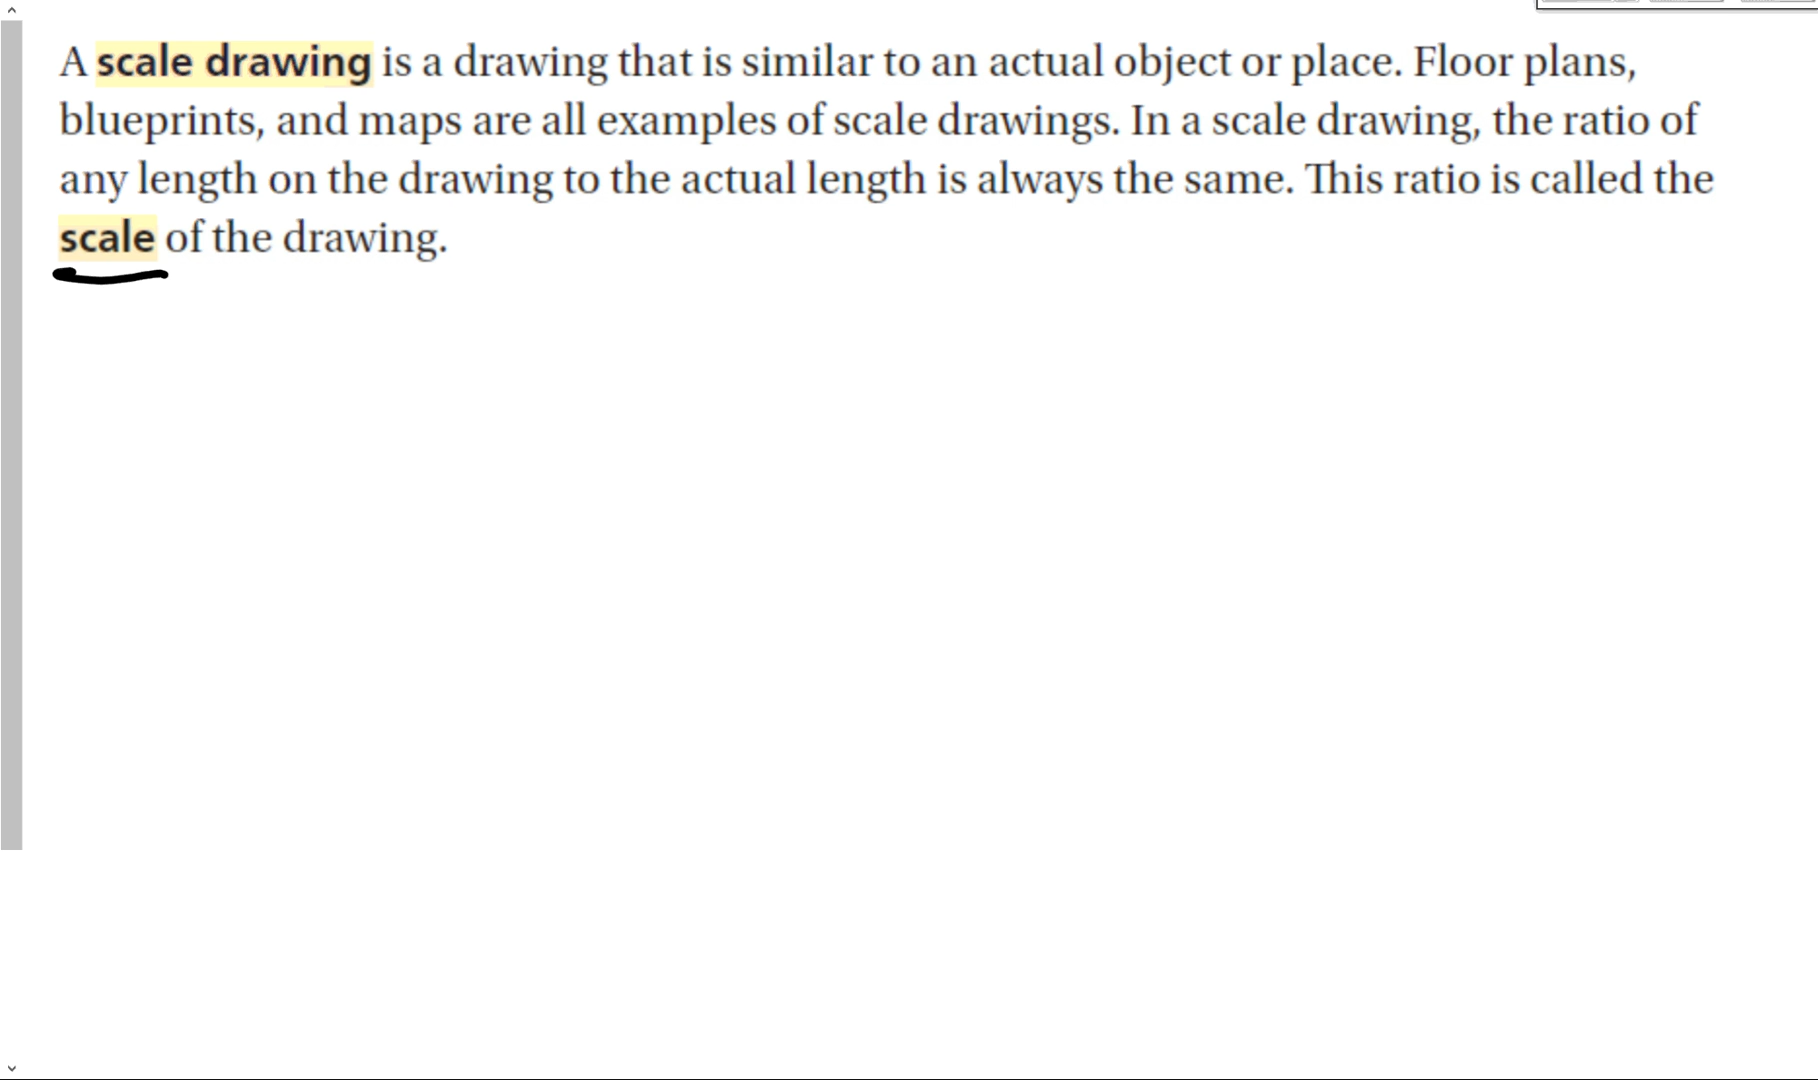 A scale drawing is a drawing that is similar to an actual object or place. Floor plans,
blueprints, and maps are all examples of scale drawings. In a scale drawing, the ratio of
any length on the drawing to the actual length is always the same. This ratio is called the
scale of the drawing.